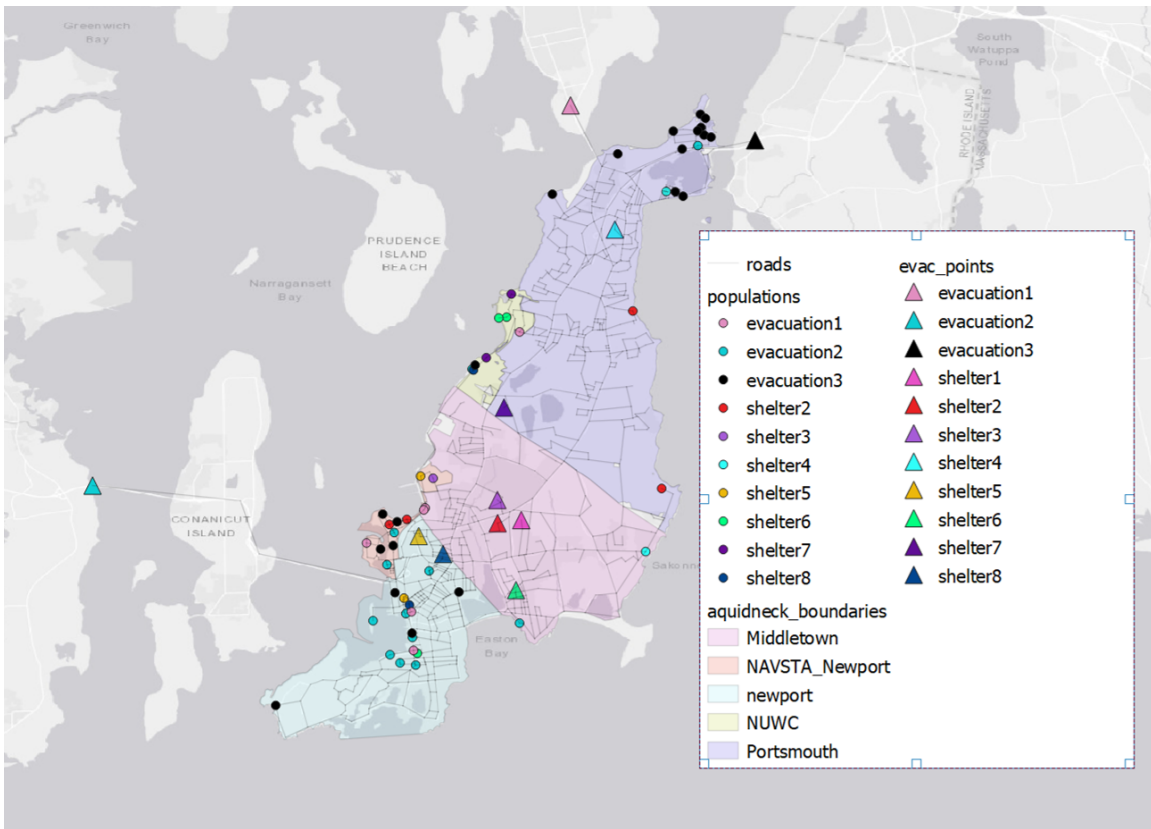 Greenwich
Bay
South
Watuppa
Pond
RHODE ISLAND
MASSACHUSETTS
PRUDENCE
ISLAND
BEACH
Narragansett
Bay
CONANICUT
ISLAND
Sakonne
Easton
Bay
roads
populations
evacuation1
evacuation2
evacuation3
shelter2
shelter3
shelter4
shelter5
shelter6
shelter7
shelter8
aquidneck_boundaries
Middletown
NAVSTA_Newport
newport
NUWC
Portsmouth
evac_points
evacuation1
evacuation2
evacuation3
shelter1
shelter2
shelter3
shelter4
shelter5
shelter6
shelter7
shelter8